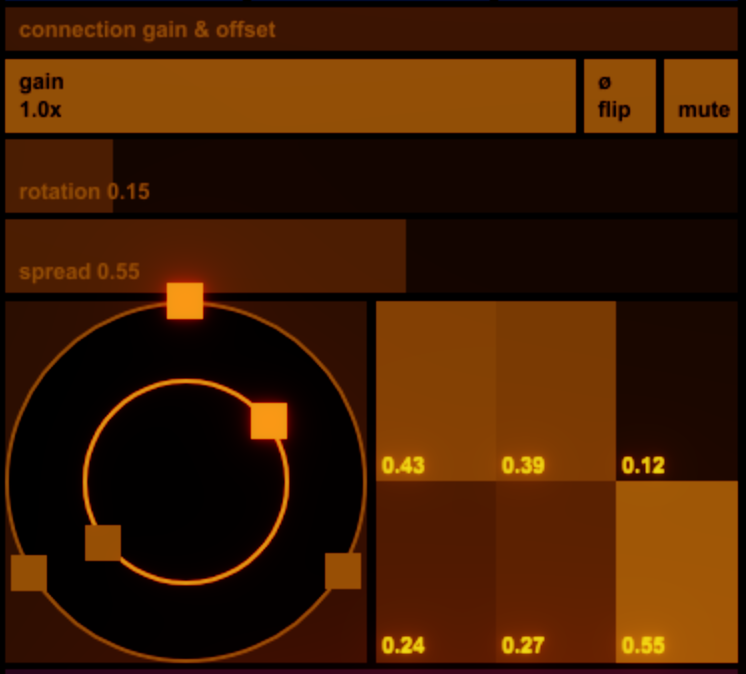 connection gain & offset
gain
1.0x
ø
flip
mute
rotation 0.15
spread 0.55
0.43 0.39 0.12
0.24 0.27 0.55